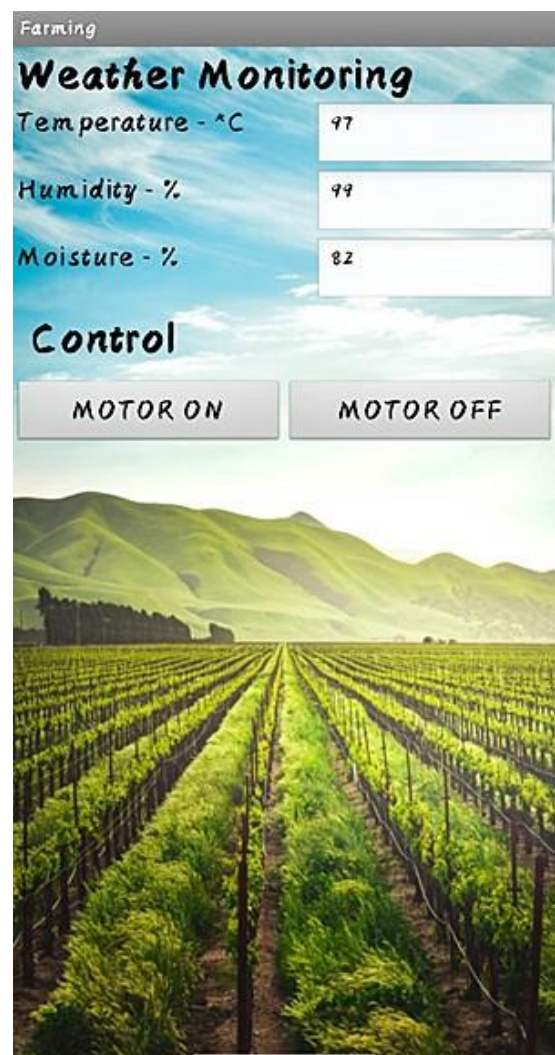 Farming
Weather Monitoring
Temperature - °C 97
Humidity - % 99
Moisture - % 82
Control
MOTOR ON MOTOR OFF